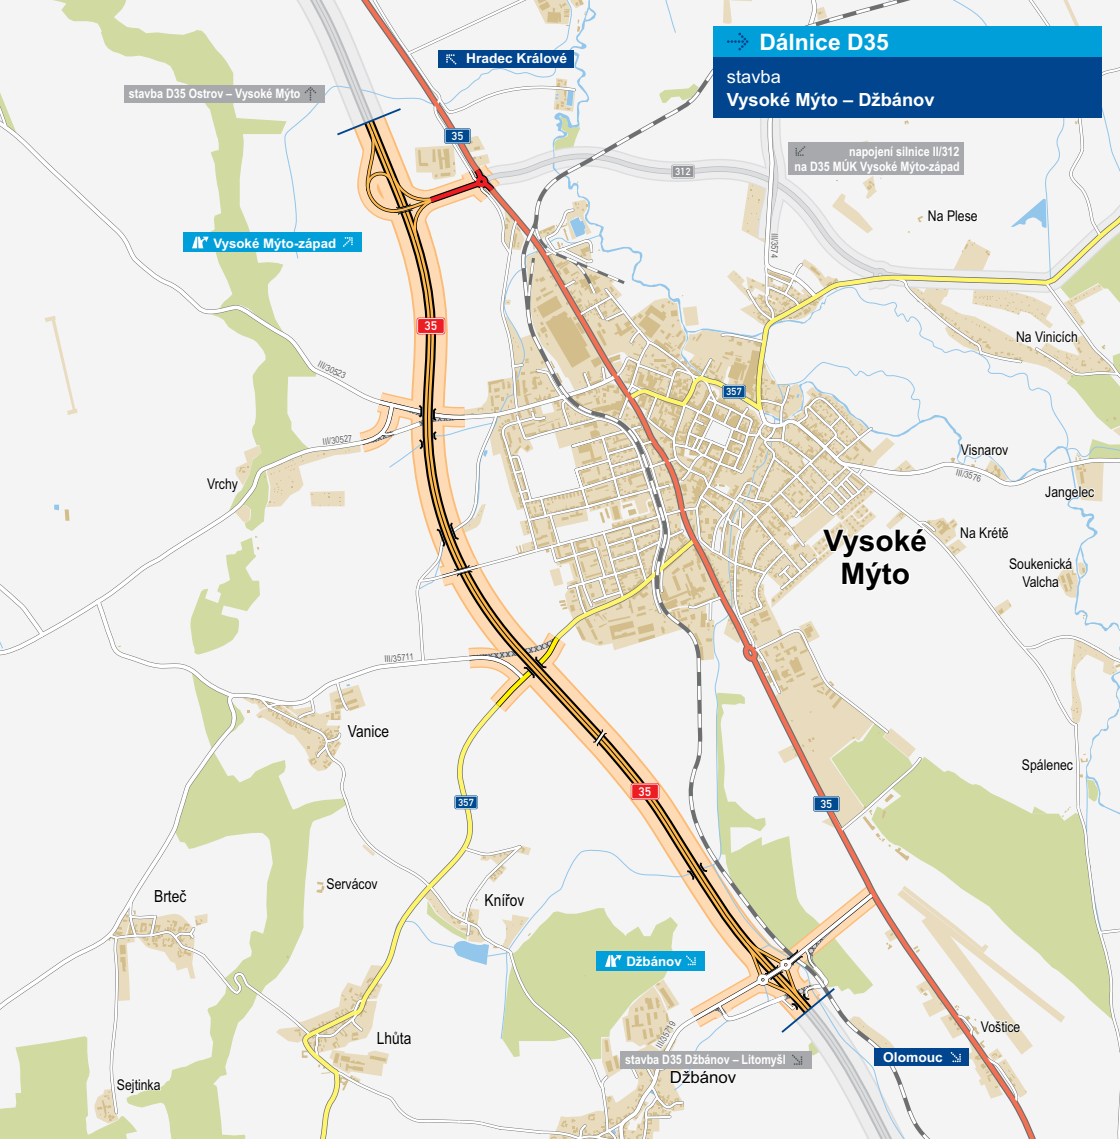 Dálnice D35
stavba
Vysoké Mýto – Džbánov
Hradec Králové
stavba D35 Ostrov – Vysoké Mýto
35
napojení silnice II/312
na D35 MÚK Vysoké Mýto-západ
312
Na Plese
Vysoké Mýto-západ
III/3574
35
Na Vinicích
III/30523
357
III/30527
Visnarov
III/3576
Vrchy
Jangelec
Na Krétě
Vysoké
Mýto
Soukenická
Valcha
III/35711
Vanice
Spálenec
35
357
35
Servácov
Brteč
Knířov
Džbánov
Lhůta
III/35719
Voštice
Olomouc
stavba D35 Džbánov – Litomyšl
Džbánov
Sejtinka